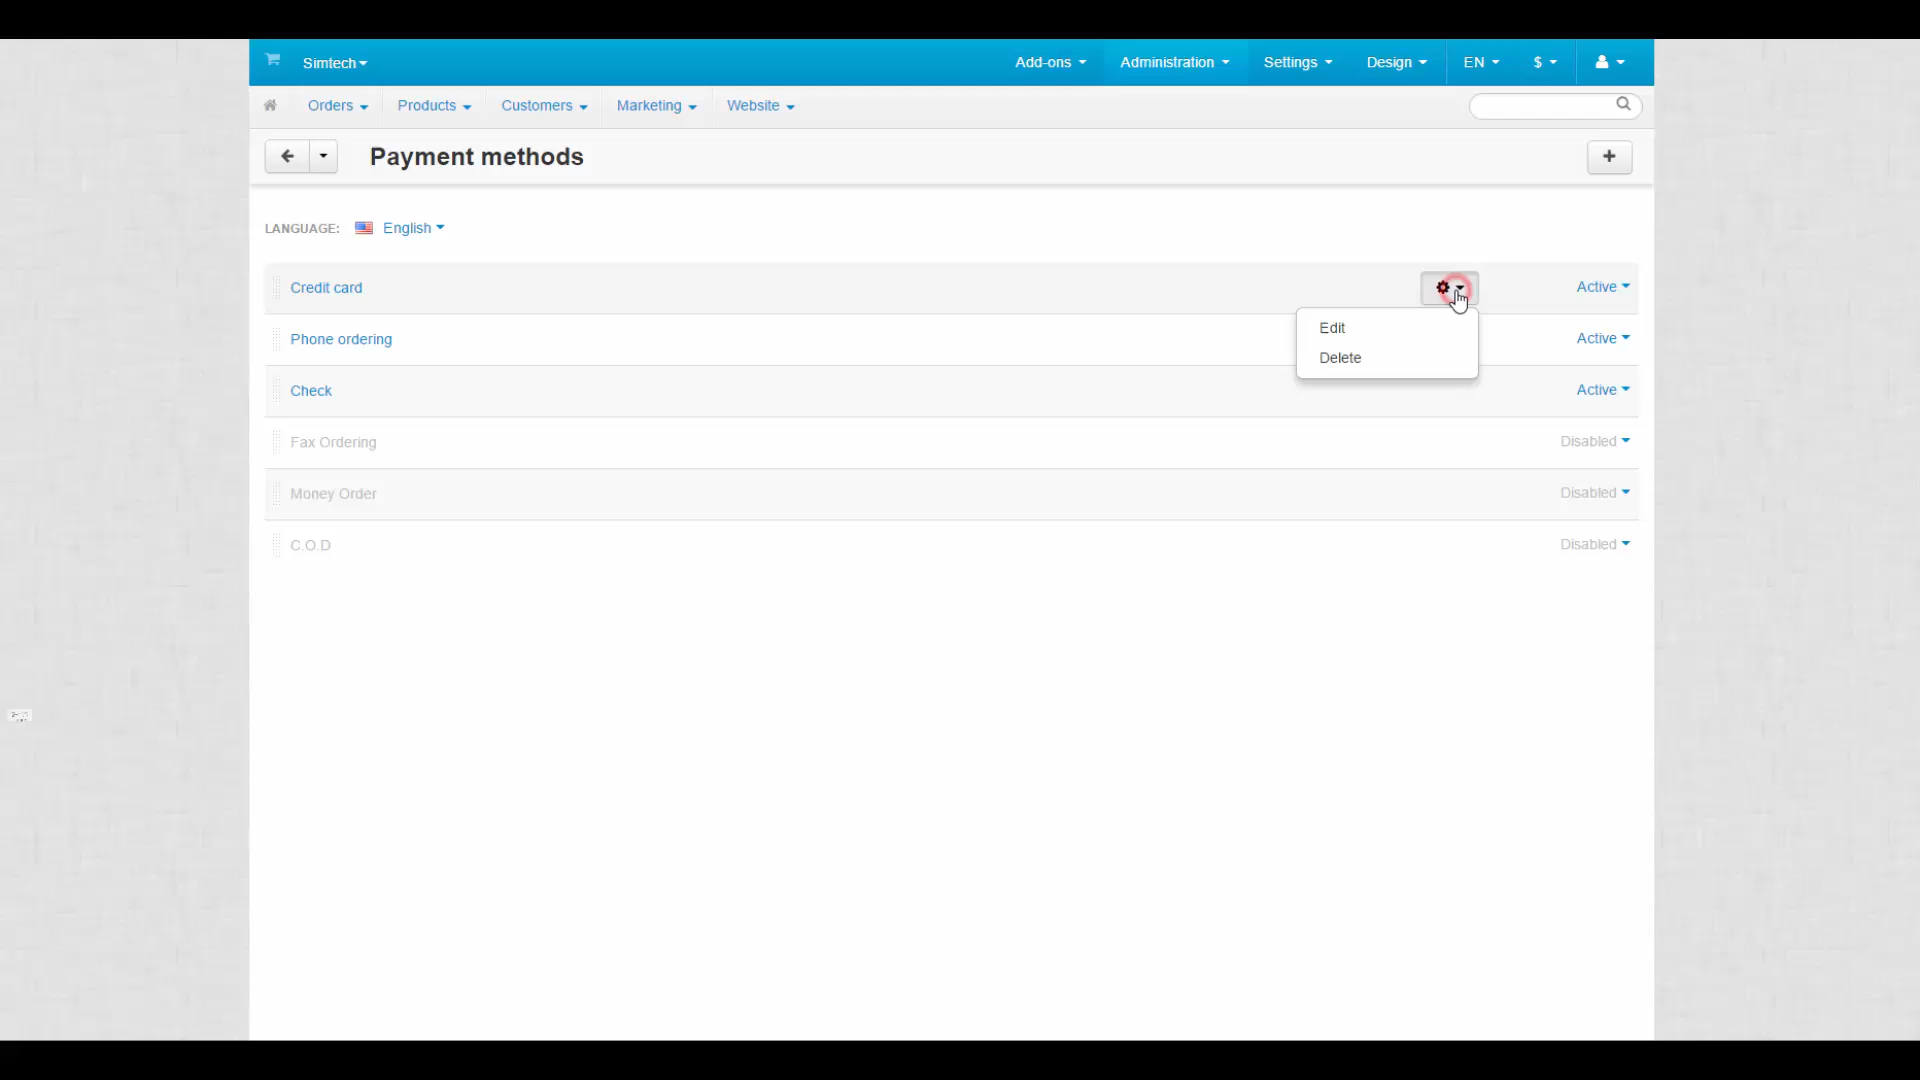 Simtech Add-ons Administration Settings Design EN $
Orders Products Customers Marketing Website
Payment methods
LANGUAGE: English
Credit card Active
Edit
Phone ordering Active
Delete
Check Active
Fax Ordering Disabled
Money Order Disabled
C.O.D Disabled